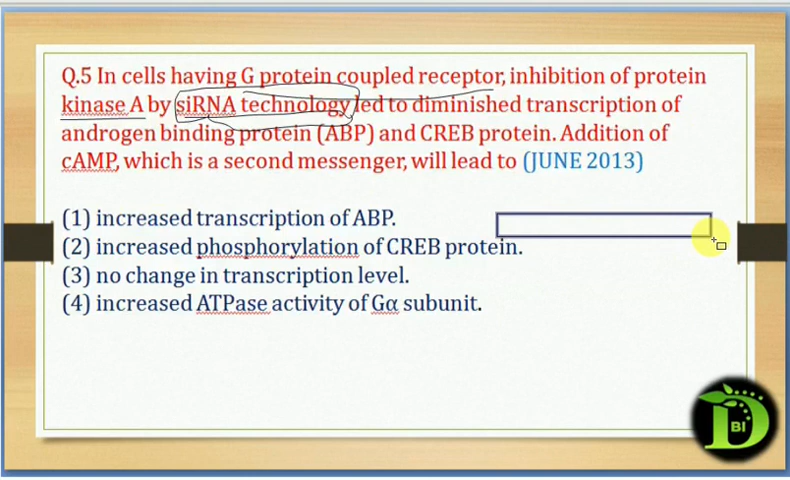 Q.5 In cells having G protein coupled receptor, inhibition of protein
kinase A by siRNA technology led to diminished transcription of
androgen binding protein (ABP) and CREB protein. Addition of
cAMP, which is a second messenger, will lead to (JUNE 2013)
(1) increased transcription of ABP.
(2) increased phosphorylation of CREB protein.
(3) no change in transcription level.
(4) increased ATPase activity of Gα subunit.
D
BI